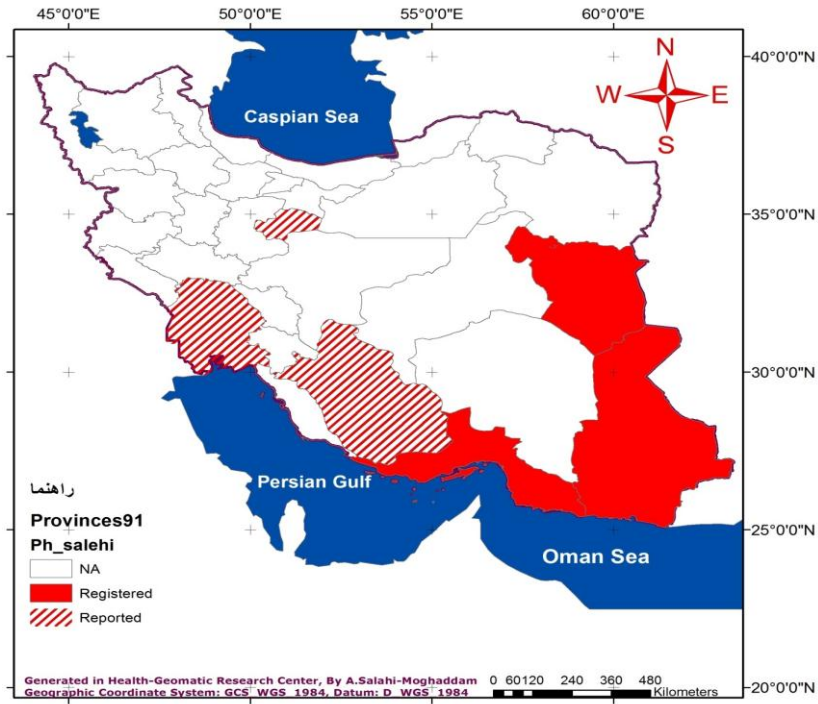 45°0'0"E 50°0'0"E 55°0'0"E 60°0'0"E
40°0'0"N
N
W E
S
Caspian Sea
35°0'0"N
30°0'0"N
Persian Gulf
راهنما
Provinces91
Ph_salehi
NA
Registered
Reported
25°0'0"N
Oman Sea
Generated in Health-Geomatic Research Center, By A.Salahi-Moghaddam
Geographic Coordinate System: GCS_WGS_1984, Datum: D_WGS_1984
0 60 120 240 360 480
Kilometers
20°0'0"N